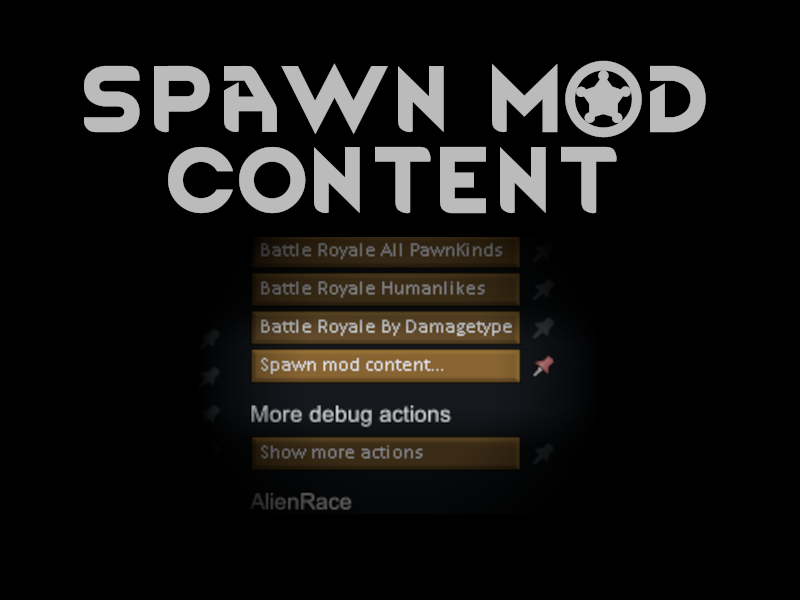 SPAWN MOD
CONTENT
Battle Royale All PawnKinds
Battle Royale Humanlikes
Battle Royale By Damagetype
Spawn mod content...
More debug actions
Show more actions
AlienRace